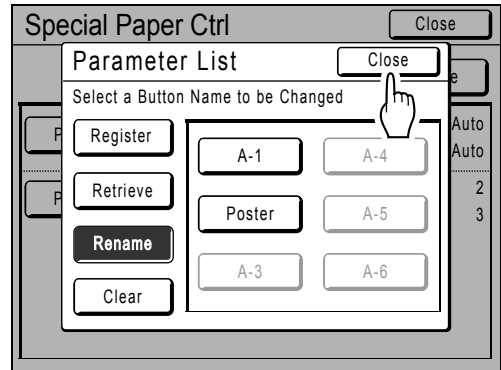 Special Paper Ctrl
Close
Parameter List
Close
Select a Button Name to be Changed
Register
Retrieve
Rename
Clear
A-1
A-4
Poster
A-5
A-3
A-6
P
P
e
Auto
Auto
2
3